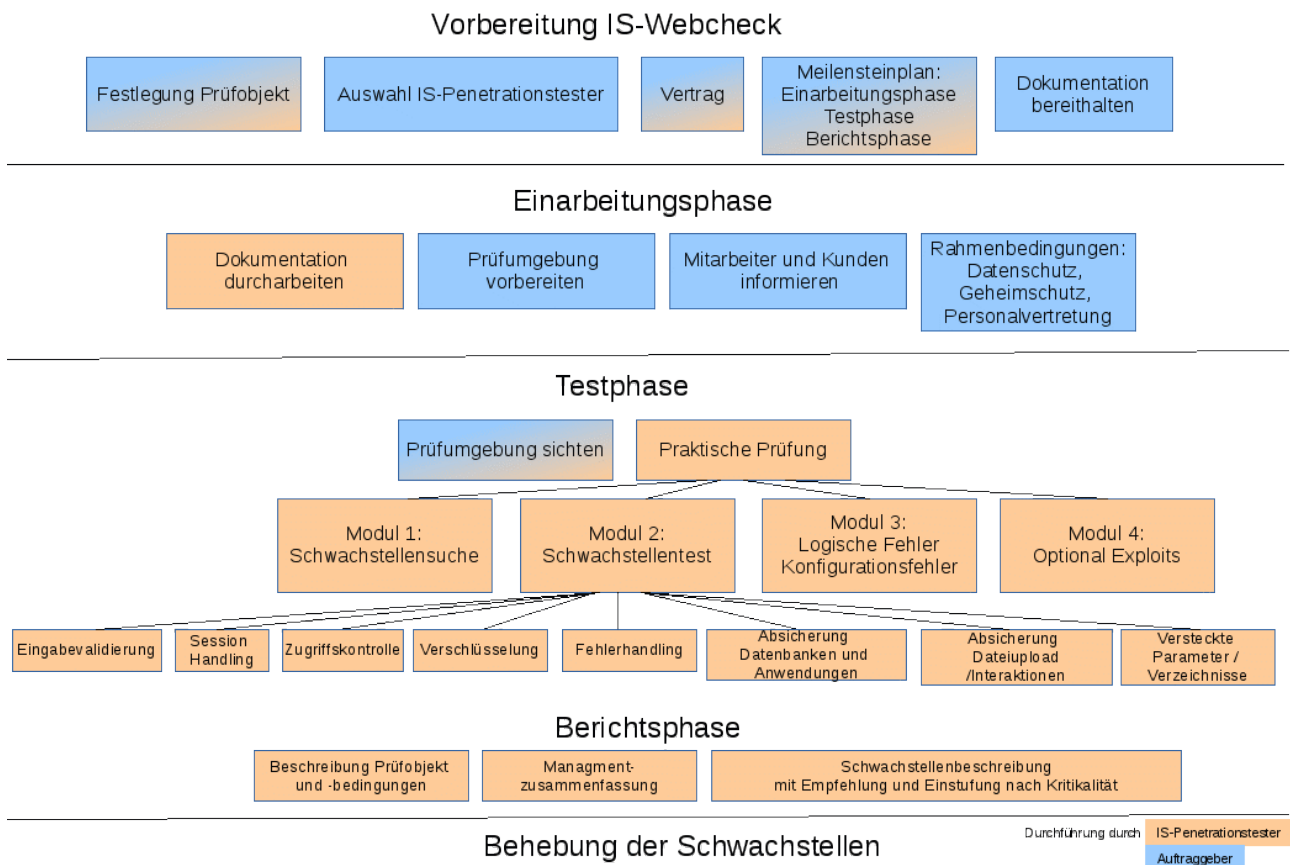 Vorbereitung IS-Webcheck
Festlegung Prüfobjekt
Auswahl IS-Penetrationstester
Vertrag
Meilensteinplan:
Einarbeitungsphase
Testphase
Berichtsphase
Dokumentation
bereithalten
Einarbeitungsphase
Dokumentation
durcharbeiten
Prüfumgebung
vorbereiten
Mitarbeiter und Kunden
informieren
Rahmenbedingungen:
Datenschutz,
Geheimschutz,
Personalvertretung
Testphase
Prüfumgebung sichten
Praktische Prüfung
Modul 1:
Schwachstellensuche
Modul 2:
Schwachstellentest
Modul 3:
Logische Fehler
Konfigurationsfehler
Modul 4:
Optional Exploits
Eingabevalidierung
Session
Handling
Zugriffskontrolle
Verschlüsselung
Fehlerhandling
Absicherung
Datenbanken und
Anwendungen
Absicherung
Dateiupload
/Interaktionen
Versteckte
Parameter /
Verzeichnisse
Berichtsphase
Beschreibung Prüfobjekt
und -bedingungen
Managment-
zusammenfassung
Schwachstellenbeschreibung
mit Empfehlung und Einstufung nach Kritikalität
Behebung der Schwachstellen
Durchführung durch
IS-Penetrationstester
Auftraggeber